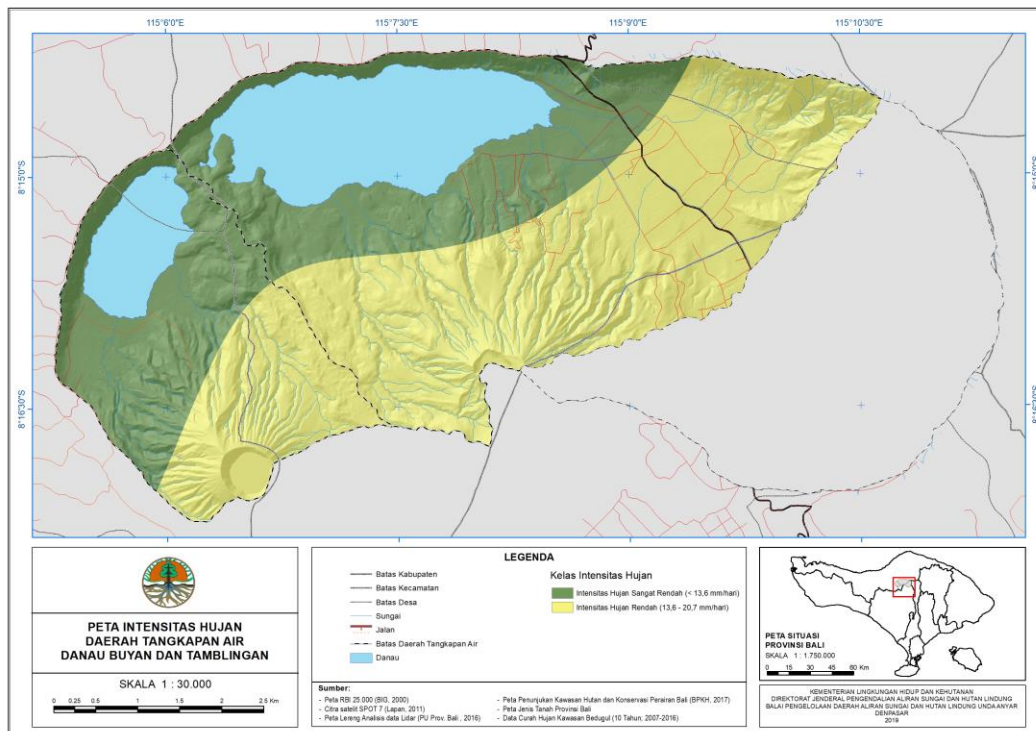 115°6'0"E 115°7'30"E 115°9'0"E 115°10'30"E
8°15'0"S 8°15'0"S
8°16'30"S 8°16'30"S
PETA INTENSITAS HUJAN
DAERAH TANGKAPAN AIR
DANAU BUYAN DAN TAMBLINGAN
SKALA 1 : 30.000
0 0.25 0.5 1 1.5 2 2.5 Km
LEGENDA
Batas Kabupaten
Batas Kecamatan
Batas Desa
Sungai
Jalan
Batas Daerah Tangkapan Air
Danau
Kelas Intensitas Hujan
Intensitas Hujan Sangat Rendah (< 13,6 mm/hari)
Intensitas Hujan Rendah (13,6 - 20,7 mm/hari)
Sumber:
- Peta RBI 25.000 (BIG, 2000)
- Citra satelit SPOT 7 (Lapan, 2011)
- Peta Lereng Analisis data Lidar (PU Prov. Bali , 2016)
- Peta Penunjukan Kawasan Hutan dan Konservasi Perairan Bali (BPKH, 2017)
- Peta Jenis Tanah Provinsi Bali
- Data Curah Hujan Kawasan Bedugul (10 Tahun; 2007-2016)
PETA SITUASI
PROVINSI BALI
SKALA 1 : 1.750.000
0 15 30 45 60 Km
KEMENTERIAN LINGKUNGAN HIDUP DAN KEHUTANAN
DIREKTORAT JENDERAL PENGENDALIAN ALIRAN SUNGAI DAN HUTAN LINDUNG
BALAI PENGELOLAAN DAERAH ALIRAN SUNGAI DAN HUTAN LINDUNG UNDA ANYAR
DENPASAR
2019